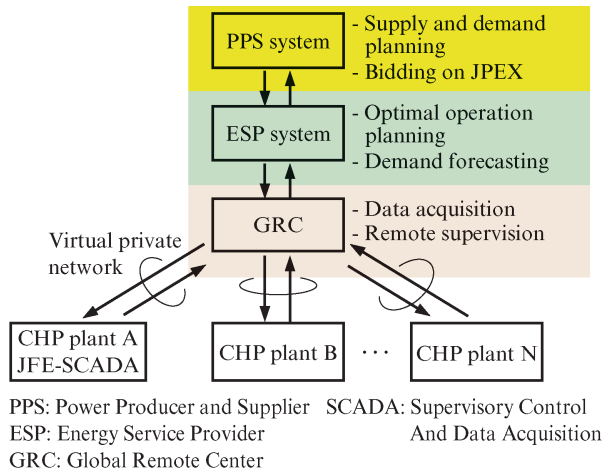 PPS system
- Supply and demand
planning
- Bidding on JPEX
ESP system
- Optimal operation
planning
- Demand forecasting
GRC
- Data acquisition
- Remote supervision
Virtual private
network
CHP plant A
JFE-SCADA
CHP plant B
···
CHP plant N
PPS: Power Producer and Supplier
ESP: Energy Service Provider
GRC: Global Remote Center
SCADA: Supervisory Control
And Data Acquisition